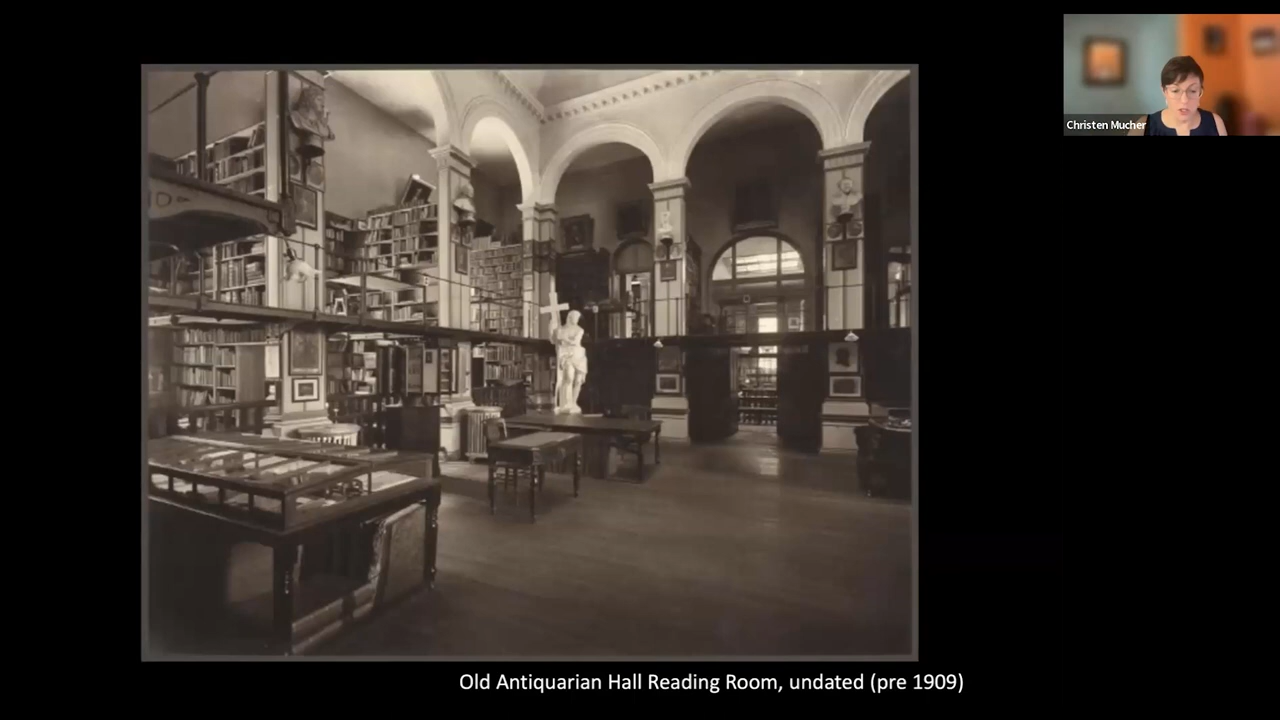 Christen Mucher
Old Antiquarian Hall Reading Room, undated (pre 1909)